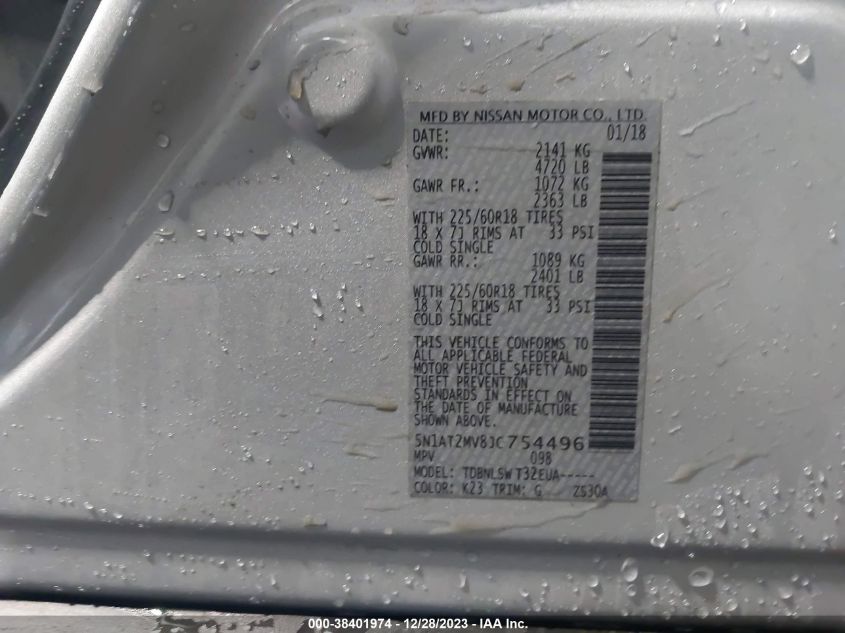 MFD BY NISSAN MOTOR CO., LTD.
DATE: 01/18
GVWR: 2141 KG
4720 LB
GAWR FR.: 1072 KG
2363 LB
WITH 225/60R18 TIRES
18 X 7J RIMS AT 33 PSI
COLD SINGLE
GAWR RR.: 1089 KG
2401 LB
WITH 225/60R18 TIRES
18 X 7J RIMS AT 33 PSI
COLD SINGLE
THIS VEHICLE CONFORMS TO
ALL APPLICABLE FEDERAL
MOTOR VEHICLE SAFETY AND
THEFT PREVENTION
STANDARDS IN EFFECT ON
THE DATE OF MANUFACTURE
SHOWN ABOVE.
5N1AT2MV8JC754496
MPV 098
MODEL: TDBNLSW T32EUA-----
COLOR: K23 TRIM: G ZS30A
000-38401974 - 12/28/2023 - IAA Inc.